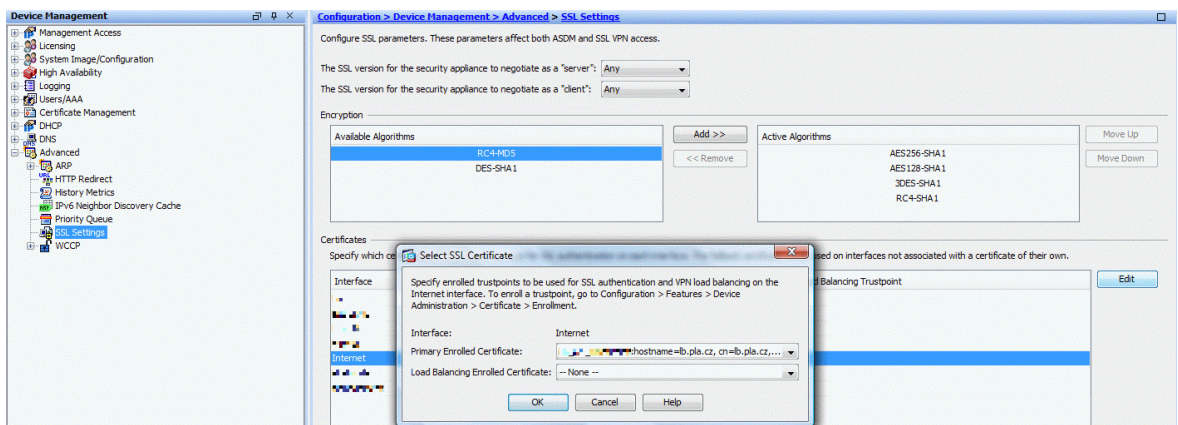 Device Management
Management Access
Licensing
System Image/Configuration
High Availability
Logging
Users/AAA
Certificate Management
DHCP
DNS
Advanced
ARP
HTTP Redirect
History Metrics
IPv6 Neighbor Discovery Cache
Priority Queue
SSL Settings
WCCP
Configuration > Device Management > Advanced > SSL Settings
Configure SSL parameters. These parameters affect both ASDM and SSL VPN access.
The SSL version for the security appliance to negotiate as a "server": Any
The SSL version for the security appliance to negotiate as a "client": Any
Encryption
Available Algorithms
RC4-MD5
DES-SHA1
Add >>
<< Remove
Active Algorithms
AES256-SHA1
AES128-SHA1
3DES-SHA1
RC4-SHA1
Move Up
Move Down
Certificates
Specify which ce
sed on interfaces not associated with a certificate of their own.
Interface
Balancing Trustpoint
Edit
Internet
Select SSL Certificate
Specify enrolled trustpoints to be used for SSL authentication and VPN load balancing on the
Internet interface. To enroll a trustpoint, go to Configuration > Features > Device
Administration > Certificate > Enrollment.
Interface: Internet
Primary Enrolled Certificate: :hostname=lb.pla.cz, cn=lb.pla.cz,...
Load Balancing Enrolled Certificate: -- None --
OK
Cancel
Help